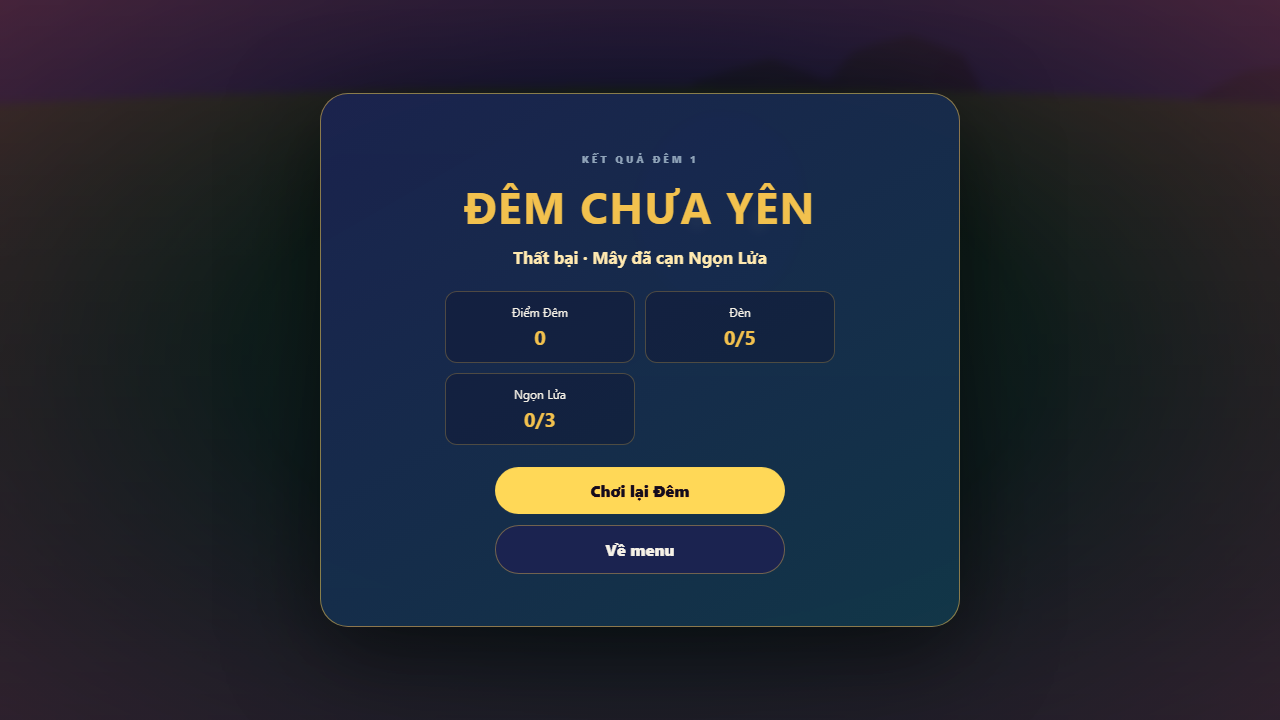 KẾT QUẢ ĐÊM 1
ĐÊM CHƯA YÊN
Thất bại · Mây đã cạn Ngọn Lửa
Điểm Đêm
0
Đèn
0/5
Ngọn Lửa
0/3
Chơi lại Đêm
Về menu